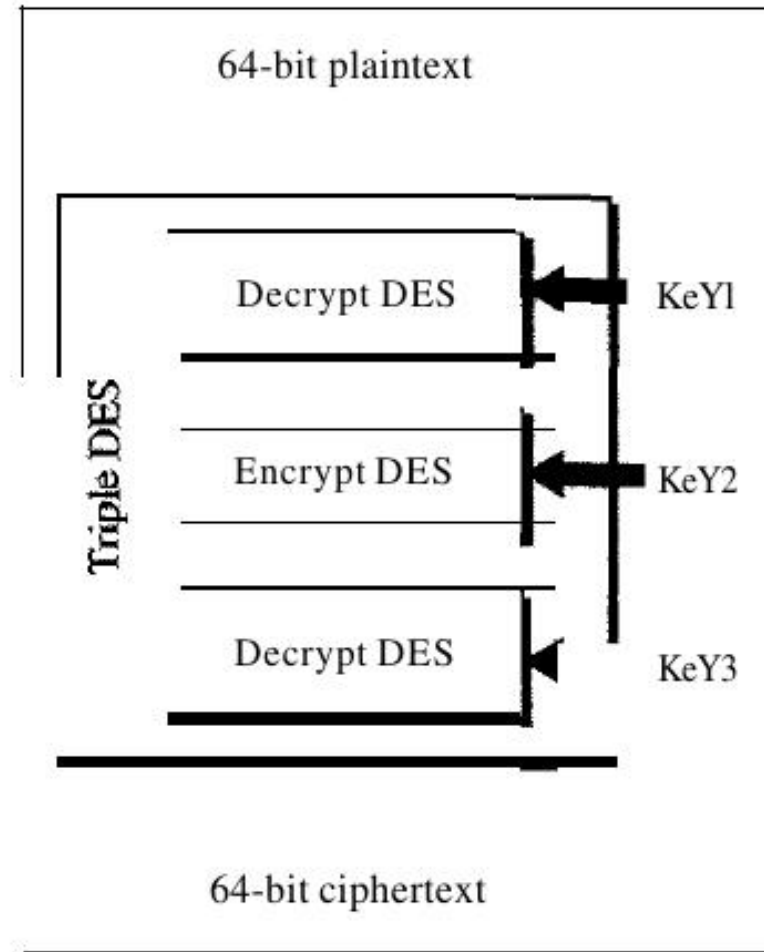 64-bit plaintext
Decrypt DES
KeYl
Triple DES
Encrypt DES
KeY2
Decrypt DES
KeY3
64-bit ciphertext